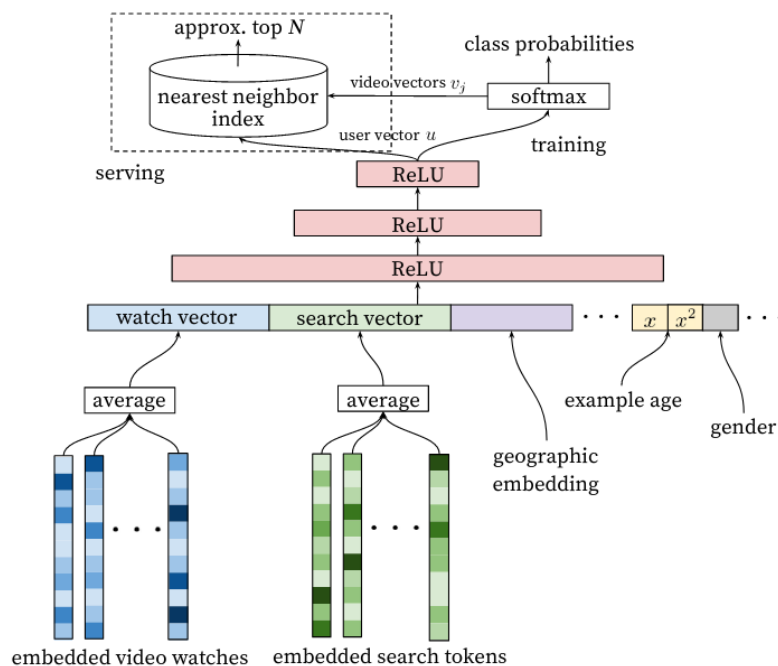 approx. top N
class probabilities
nearest neighbor
index
video vectors v_j
softmax
user vector u
training
serving
ReLU
ReLU
ReLU
watch vector
search vector
. . .
x
x²
. . .
average
average
example age
gender
geographic
embedding
. . .
. . .
embedded video watches
embedded search tokens